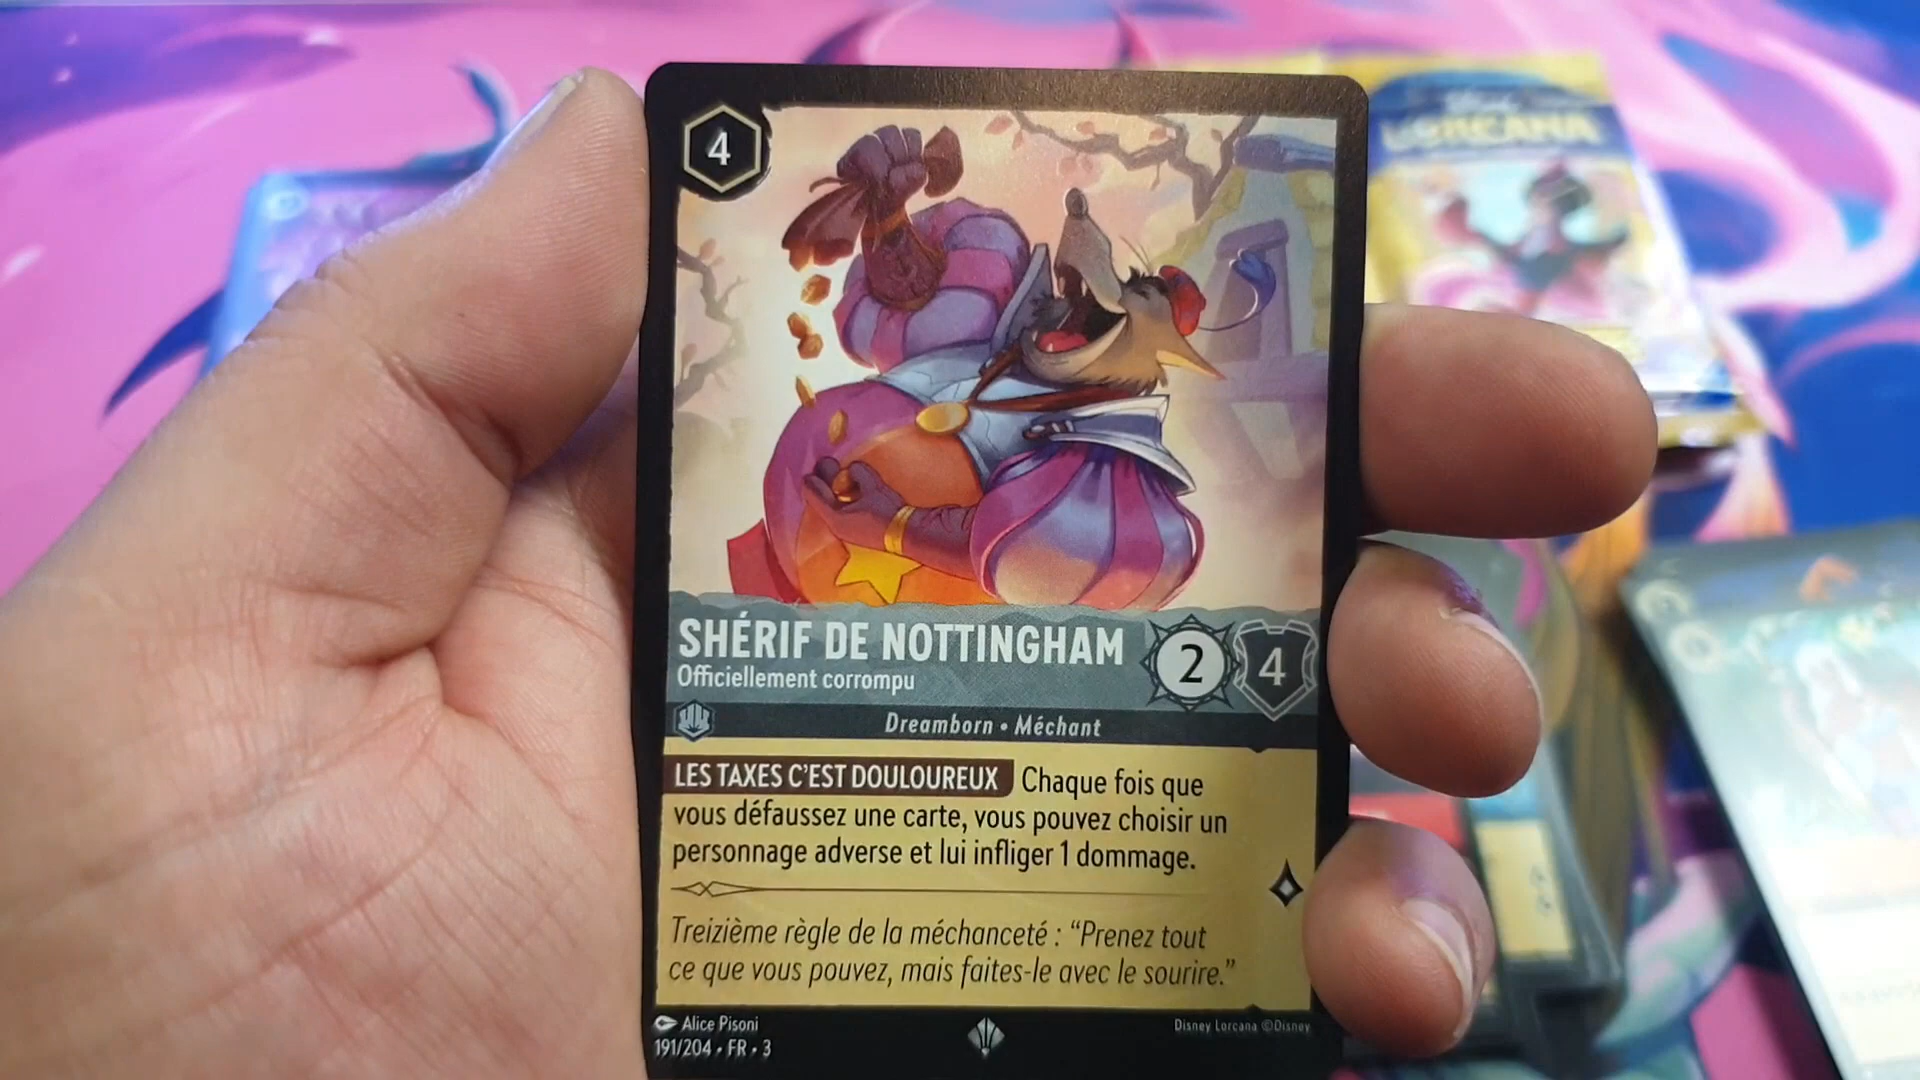 LORCANA
4
SHÉRIF DE NOTTINGHAM
Officiellement corrompu
2
4
Dreamborn • Méchant
LES TAXES C'EST DOULOUREUX Chaque fois que
vous défaussez une carte, vous pouvez choisir un
personnage adverse et lui infliger 1 dommage.
Treizième règle de la méchanceté : “Prenez tout
ce que vous pouvez, mais faites-le avec le sourire.”
Alice Pisoni
Disney Lorcana ©Disney
191/204 • FR • 3